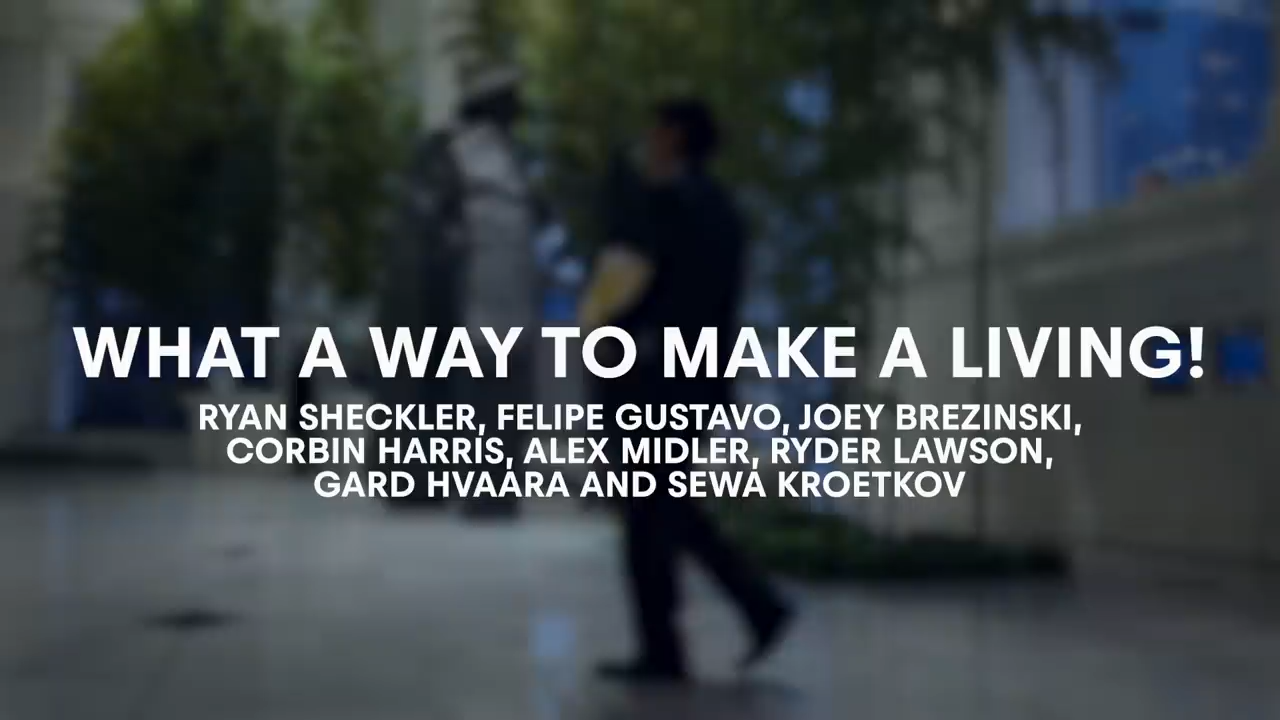 WHAT A WAY TO MAKE A LIVING!
RYAN SHECKLER, FELIPE GUSTAVO, JOEY BREZINSKI,
CORBIN HARRIS, ALEX MIDLER, RYDER LAWSON,
GARD HVAARA AND SEWA KROETKOV